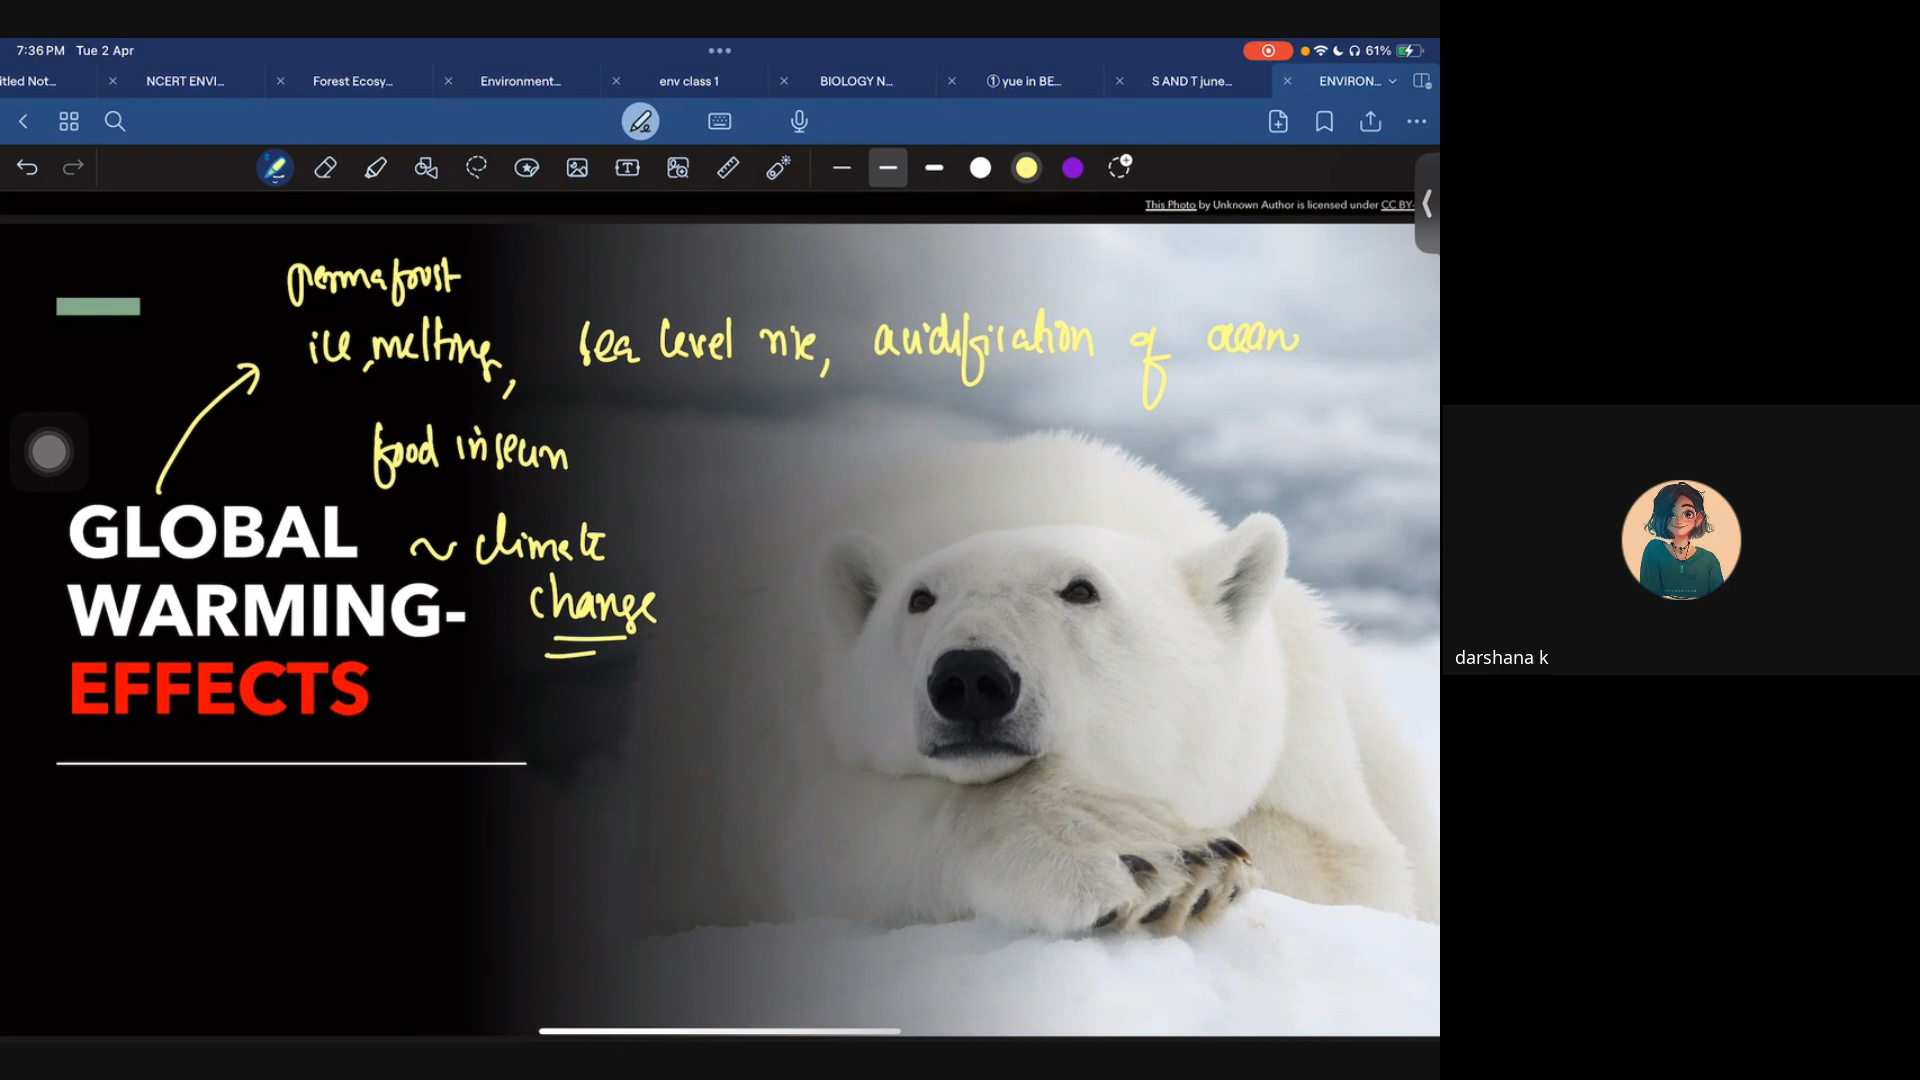 7:36 PM Tue 2 Apr
61%
itled Not...
NCERT ENVI...
Forest Ecosy...
Environment...
env class 1
BIOLOGY N...
① yue in BE...
S AND T june...
ENVIRON...
This Photo by Unknown Author is licensed under CC BY-
permafrost
ice melting, sea level rise, acidification of ocean
food insecun
GLOBAL ~ climate
WARMING- change
EFFECTS
darshana k